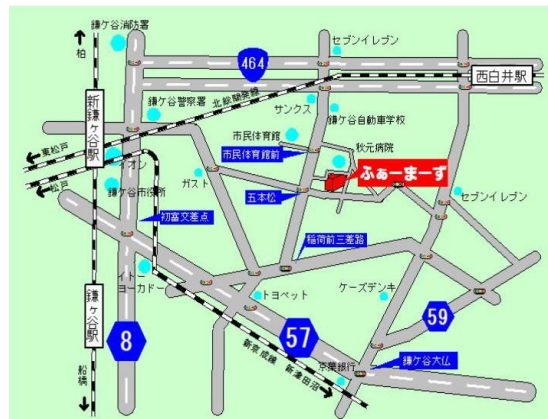 鎌ケ谷消防署
柏
セブンイレブン
464
西白井駅
北総開発線
新鎌ヶ谷駅
鎌ケ谷警察署
サンクス
鎌ケ谷自動車学校
市民体育館
市民体育館前
秋元病院
東松戸
イオン
松戸
ガスト
ふぁーまーず
鎌ケ谷市役所
五本松
セブンイレブン
初富交差点
稲荷前三差路
イトー
ヨーカドー
トヨペット
ケーズデンキ
鎌ケ谷駅
8
57
59
新京成線 新津田沼
京葉銀行
鎌ケ谷大仏
船橋